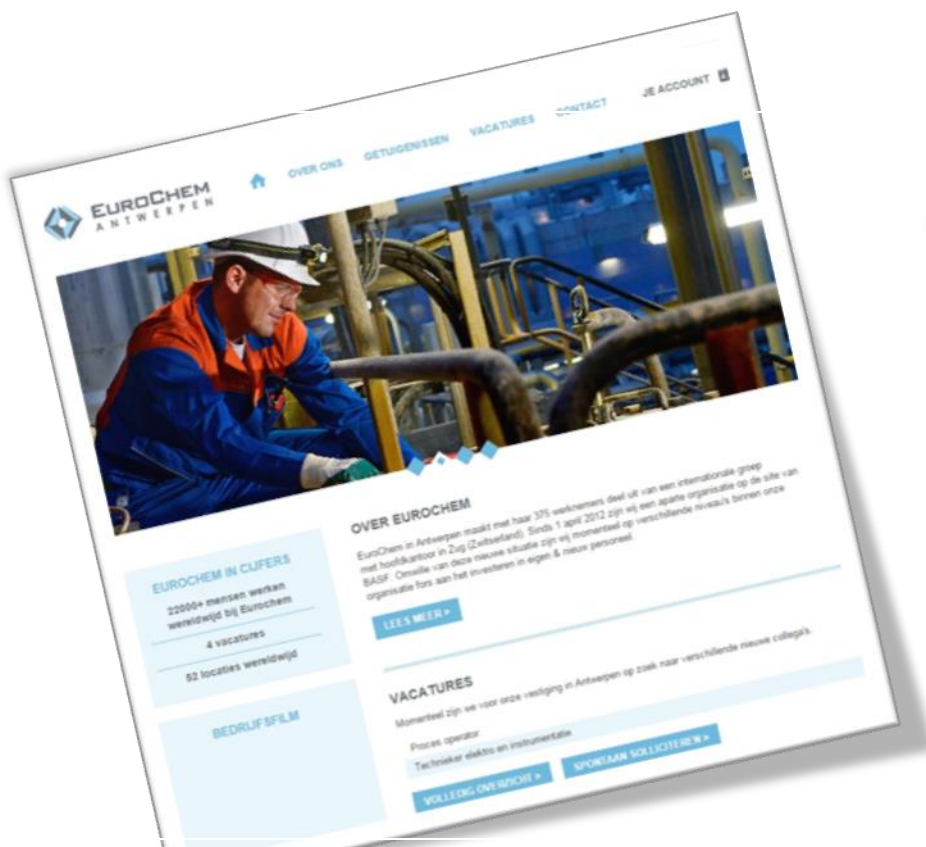 EUROCHEM
ANTWERPEN
OVER ONS
GETUIGENISSEN
VACATURES
CONTACT
JE ACCOUNT
EUROCHEM IN CIJFERS
22000+ mensen werken
wereldwijd bij Eurochem
4 vacatures
52 locaties wereldwijd
BEDRIJFSFILM
OVER EUROCHEM
EuroChem in Antwerpen maakt met haar 375 werknemers deel uit van een internationale groep
met hoofdkantoor in Zug (Zwitserland). Sinds 1 april 2012 zijn wij een aparte organisatie op de site van
BASF. Omwille van deze nieuwe situatie zijn wij momenteel op verschillende niveau's binnen onze
organisatie fors aan het investeren in eigen & nieuw personeel.
LEES MEER >
VACATURES
Momenteel zijn we voor onze vestiging in Antwerpen op zoek naar verschillende nieuwe collega's.
Proces operator
Technieker elektro en instrumentatie
VOLLEDIG OVERZICHT >
SPONTAAN SOLLICITEREN >